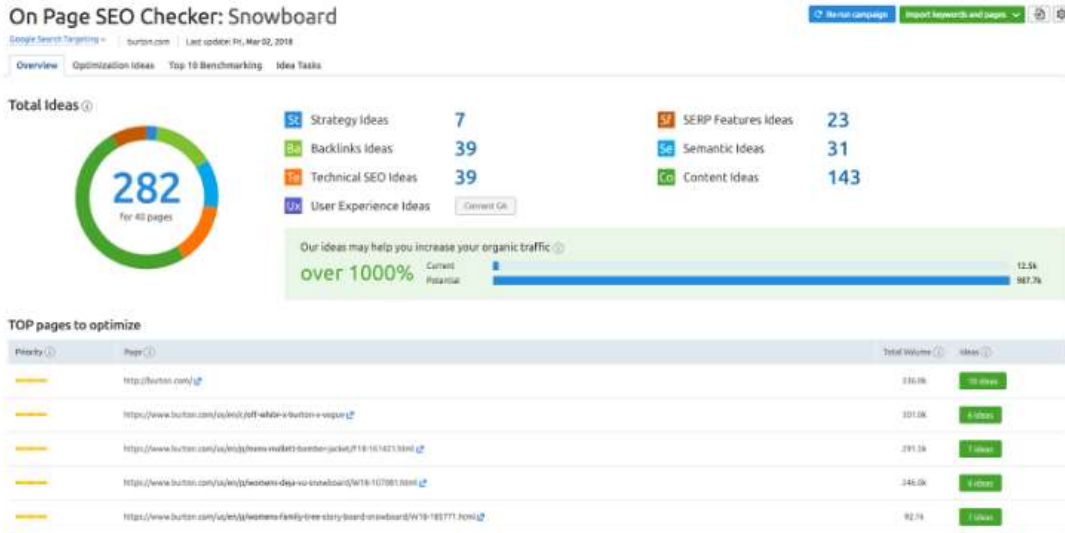 On Page SEO Checker: Snowboard
Re-run campaign
Import keywords and pages
Google Search Targeting
burton.com
Last update: Fri, Mar 02, 2018
Overview
Optimization Ideas
Top 10 Benchmarking
Idea Tasks
Total Ideas
282
for 40 pages
St Strategy Ideas 7
Ba Backlinks Ideas 39
Te Technical SEO Ideas 39
Ux User Experience Ideas Connect GA
Sf SERP Features Ideas 23
Se Semantic Ideas 31
Co Content Ideas 143
Our ideas may help you increase your organic traffic
over 1000%
Current 12.5k
Potential 987.7k
TOP pages to optimize
Priority Page Total Volume Ideas
http://burton.com/ 336.0k 10 ideas
https://www.burton.com/us/en/c/off-white-x-burton-x-vogue 301.0k 6 ideas
https://www.burton.com/us/en/p/mens-mallett-bomber-jacket/ 7 ideas
https://www.burton.com/us/en/p/womens-deja-vu-snowboard/W18-107081.html 246.0k 6 ideas
https://www.burton.com/us/en/p/womens-family-tree-story-board-snowboard/W18-185771.html 7 ideas